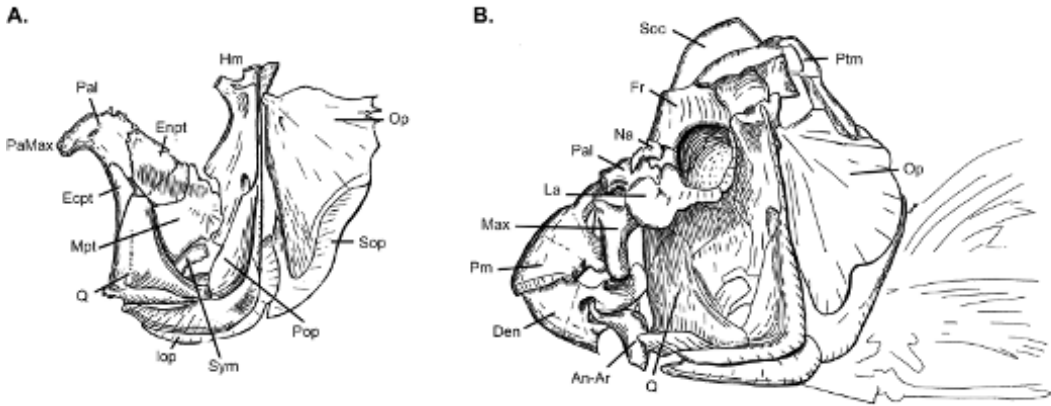 A.
Hm
Pal
Enpt
Op
PaMax
Ecpt
Mpt
Sop
Q
Pop
Iop
Sym
B.
Soc
Ptm
Fr
Na
Pal
Op
La
Max
Pm
Den
An-Ar
Q